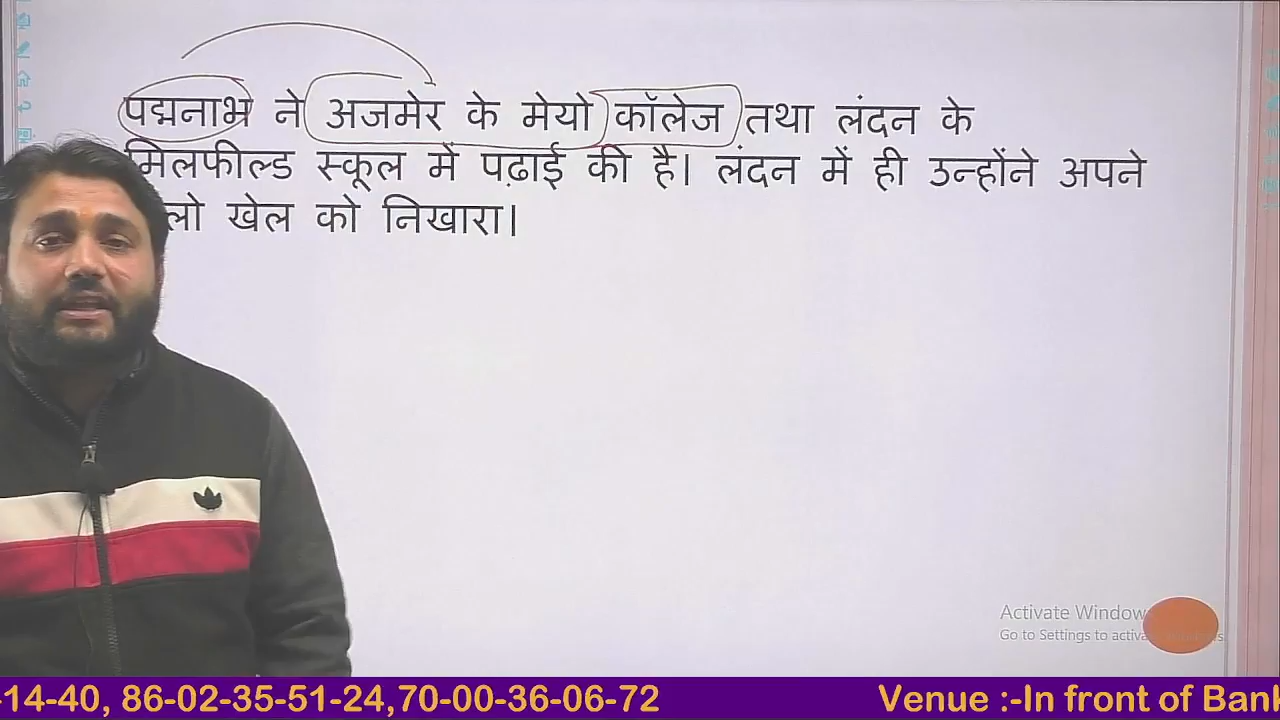 पद्मनाभ ने अजमेर के मेयो कॉलेज तथा लंदन के
मिलफील्ड स्कूल में पढ़ाई की है। लंदन में ही उन्होंने अपने
खेल को निखारा।
Activate Window
Go to Settings to activa
-14-40, 86-02-35-51-24,70-00-36-06-72
Venue :-In front of Bank